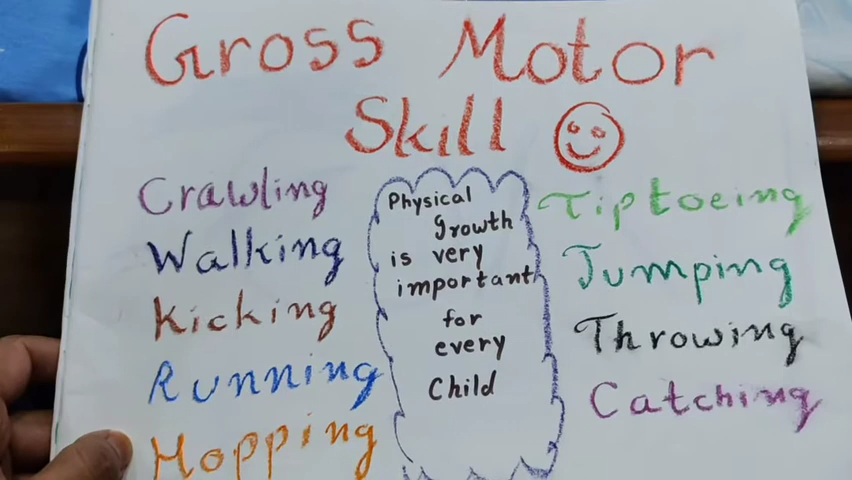 Gross Motor
Skill
Crawling
Walking
Kicking
Running
Hopping
Physical
growth
is very
important
for
every
Child
Tiptoeing
Jumping
Throwing
Catching